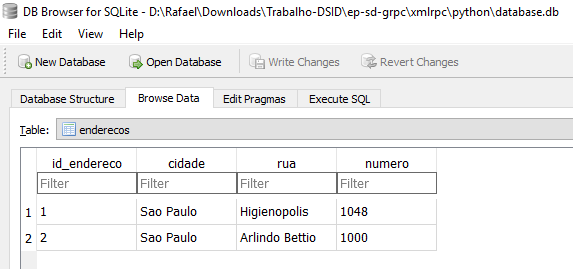 DB Browser for SQLite - D:\Rafael\Downloads\Trabalho-DSID\ep-sd-grpc\xmlrpc\python\database.db
File Edit View Help
New Database Open Database Write Changes Revert Changes
Database Structure Browse Data Edit Pragmas Execute SQL
Table: enderecos
id_endereco cidade rua numero
Filter Filter Filter Filter
1 1 Sao Paulo Higienopolis 1048
2 2 Sao Paulo Arlindo Bettio 1000